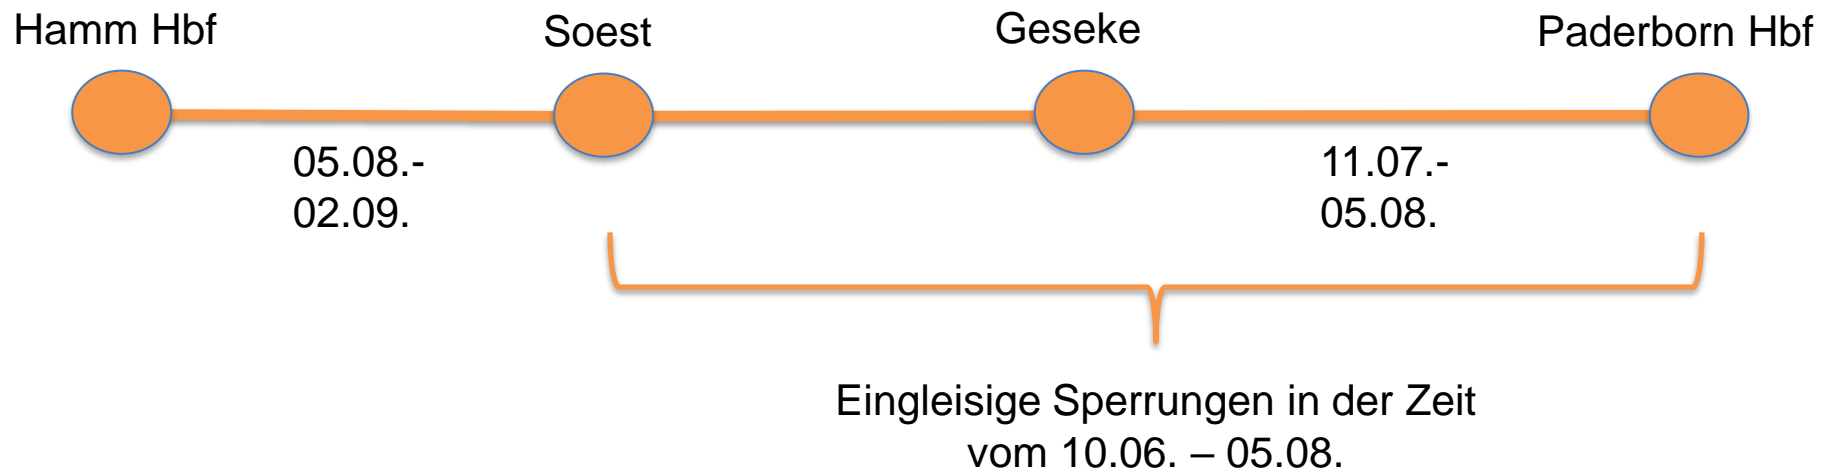 Hamm Hbf
Soest
Geseke
Paderborn Hbf
05.08.-
02.09.
11.07.-
05.08.
Eingleisige Sperrungen in der Zeit
vom 10.06. – 05.08.